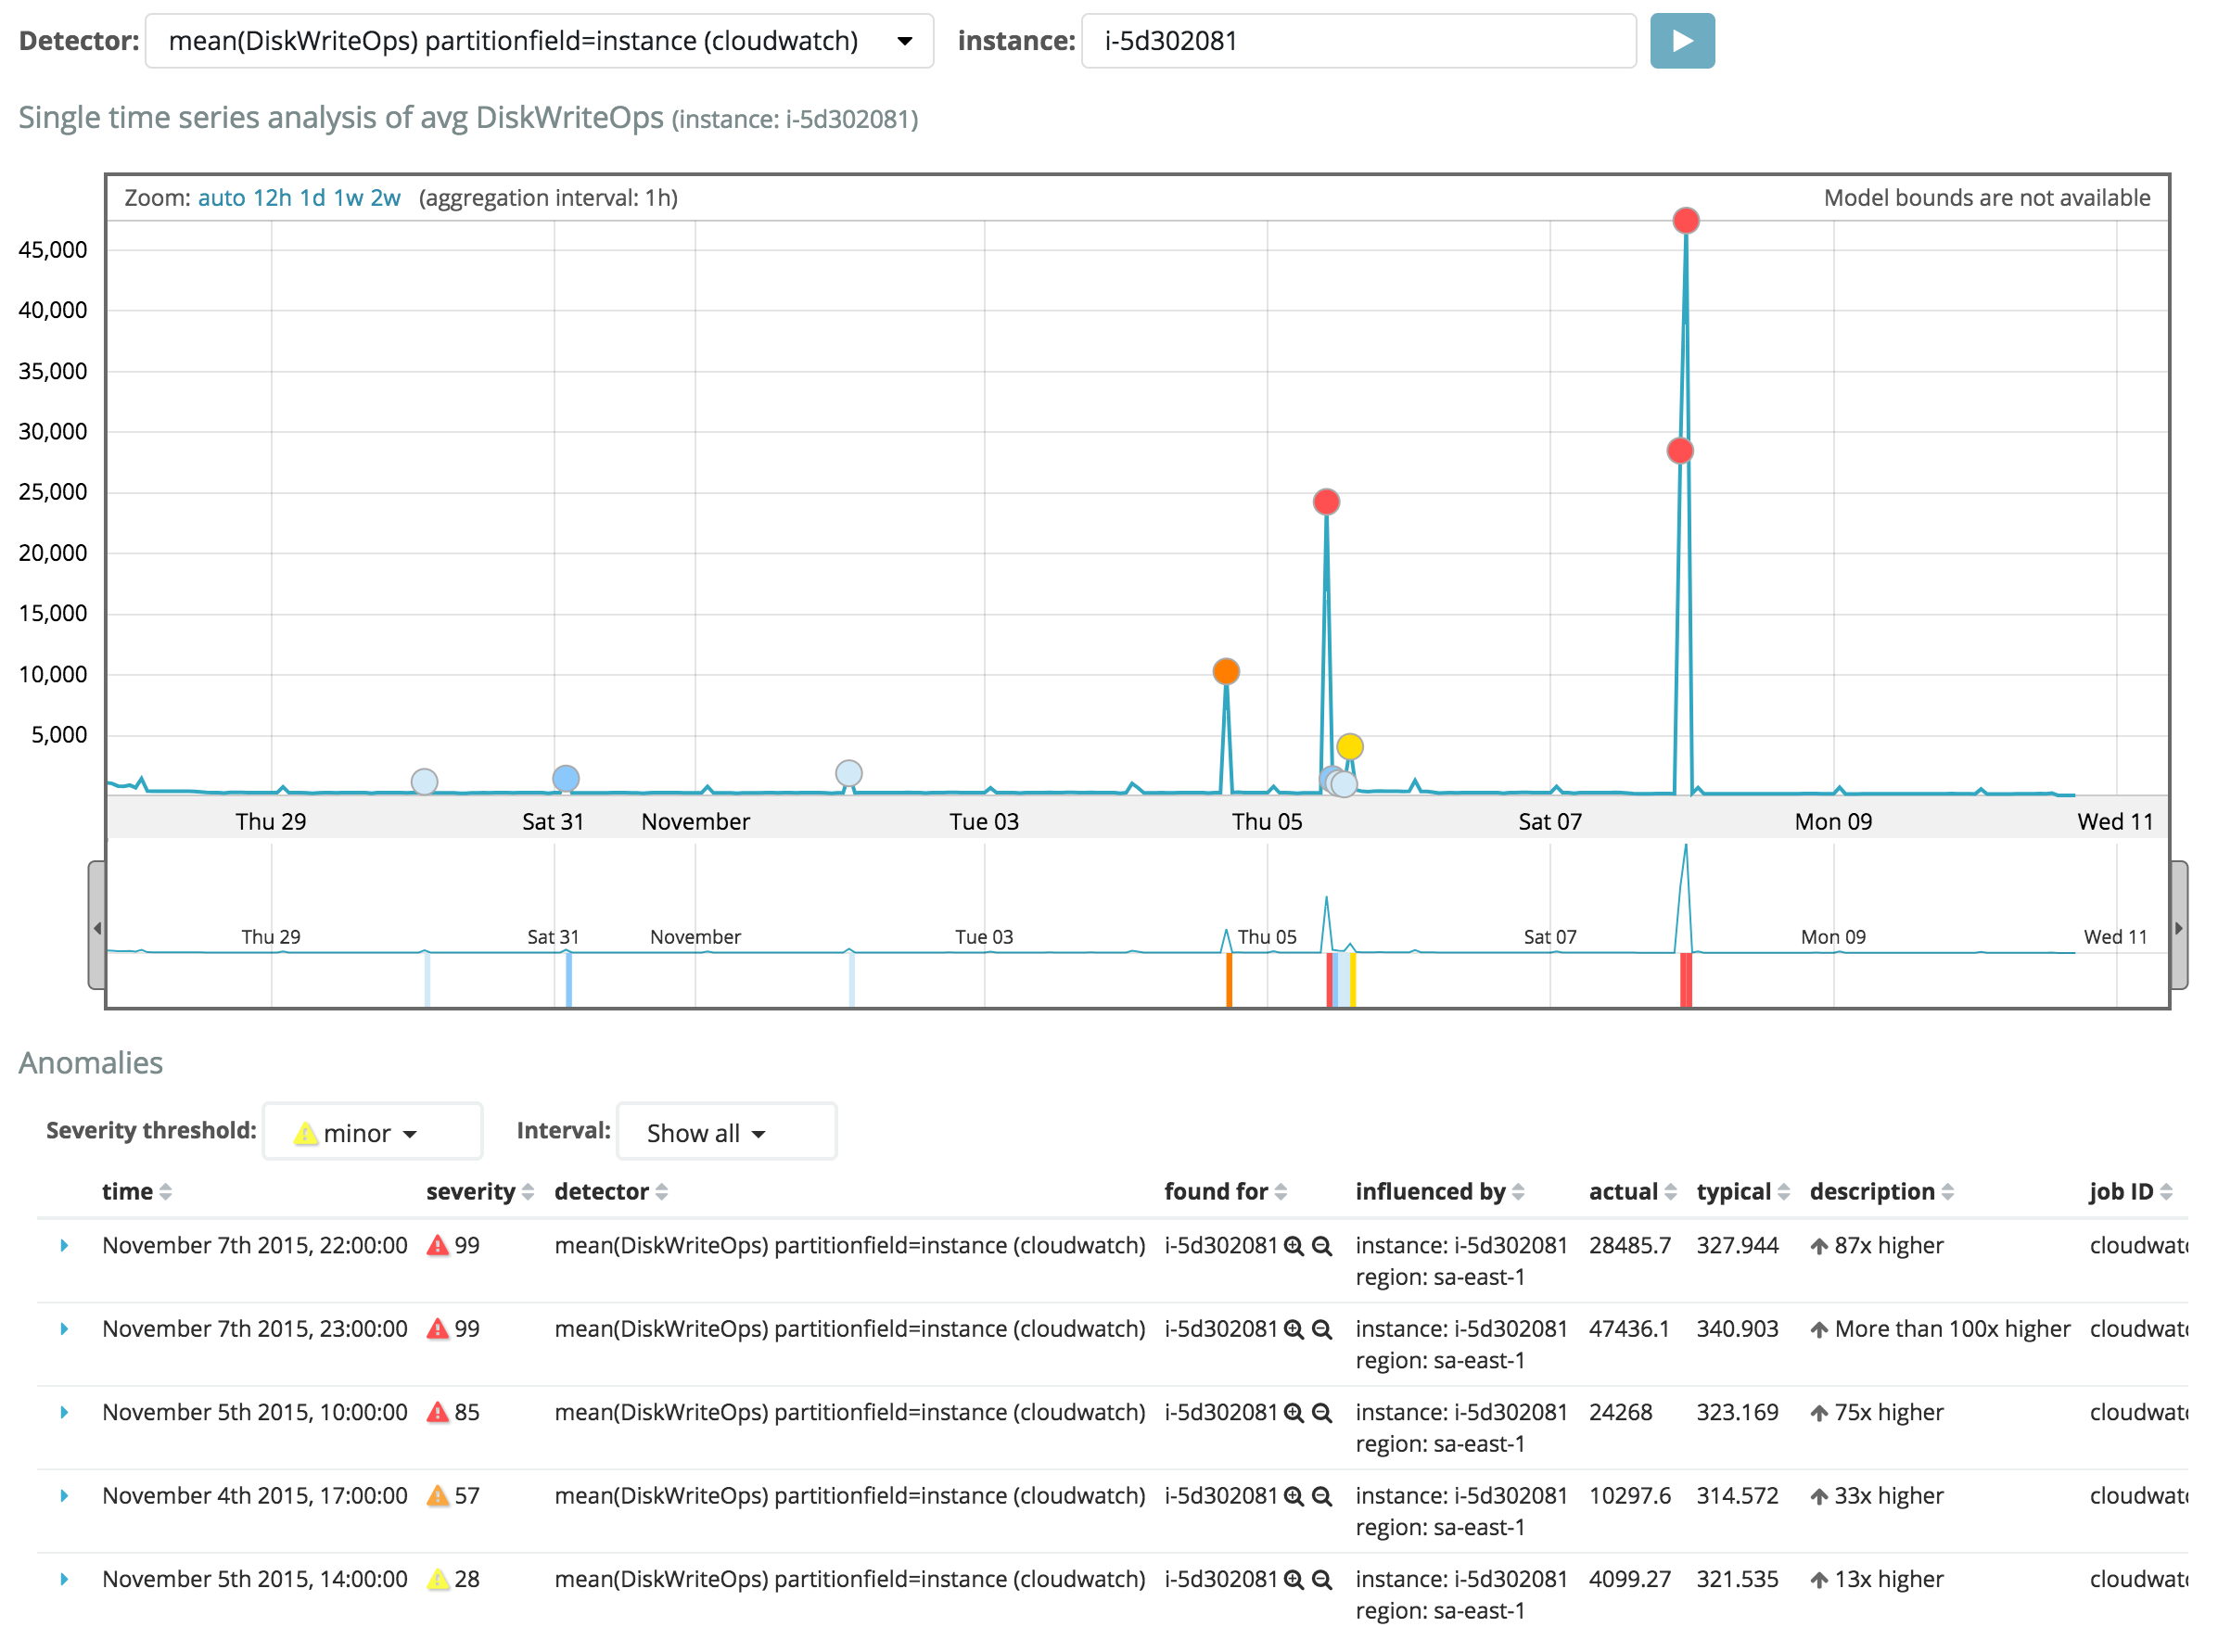 Detector: mean(DiskWriteOps) partitionfield=instance (cloudwatch) instance: i-5d302081
Single time series analysis of avg DiskWriteOps (instance: i-5d302081)
Zoom: auto 12h 1d 1w 2w (aggregation interval: 1h) Model bounds are not available
45,000
40,000
35,000
30,000
25,000
20,000
15,000
10,000
5,000
Thu 29 Sat 31 November Tue 03 Thu 05 Sat 07 Mon 09 Wed 11
Thu 29 Sat 31 November Tue 03 Thu 05 Sat 07 Mon 09 Wed 11
Anomalies
Severity threshold: minor Interval: Show all
time severity detector found for influenced by actual typical description job ID
November 7th 2015, 22:00:00 99 mean(DiskWriteOps) partitionfield=instance (cloudwatch) i-5d302081 instance: i-5d302081 28485.7 327.944 87x higher
region: sa-east-1
November 7th 2015, 23:00:00 99 mean(DiskWriteOps) partitionfield=instance (cloudwatch) i-5d302081 instance: i-5d302081 47436.1 340.903 More than 100x higher
region: sa-east-1
November 5th 2015, 10:00:00 85 mean(DiskWriteOps) partitionfield=instance (cloudwatch) i-5d302081 instance: i-5d302081 24268 323.169 75x higher
region: sa-east-1
November 4th 2015, 17:00:00 57 mean(DiskWriteOps) partitionfield=instance (cloudwatch) i-5d302081 instance: i-5d302081 10297.6 314.572 33x higher
region: sa-east-1
November 5th 2015, 14:00:00 28 mean(DiskWriteOps) partitionfield=instance (cloudwatch) i-5d302081 instance: i-5d302081 4099.27 321.535 13x higher
region: sa-east-1